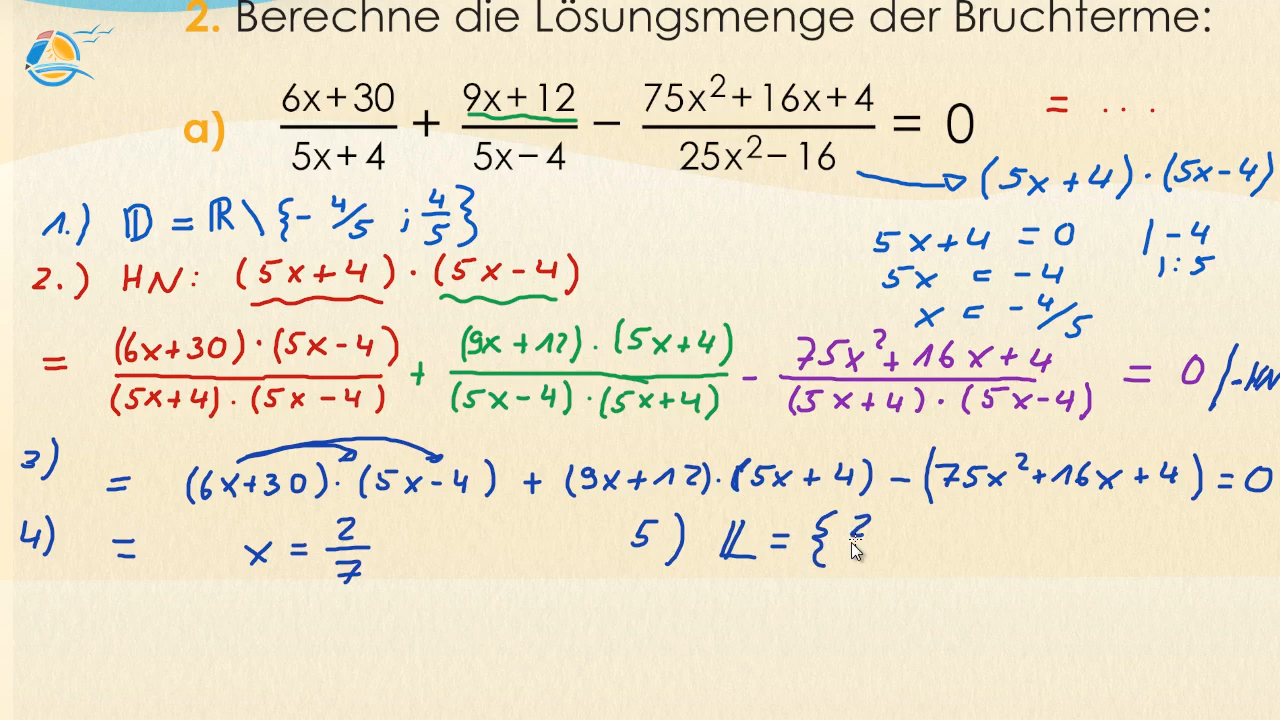 2. Berechne die Lösungsmenge der Bruchterme:
a) (6x+30)/(5x+4) + (9x+12)/(5x−4) − (75x²+16x+4)/(25x²−16) = 0 = . . .
(5x+4)·(5x-4)
1.) 𝔻 = ℝ \ {- 4/5 ; 4/5}
5x+4 = 0 |-4
2.) HN: (5x+4)·(5x-4)
5x = -4 |:5
x = -4/5
= ((6x+30)·(5x-4))/((5x+4)·(5x-4)) + ((9x+12)·(5x+4))/((5x-4)·(5x+4)) - (75x²+16x+4)/((5x+4)·(5x-4)) = 0 |·HN
3) = (6x+30)·(5x-4) + (9x+12)·(5x+4) - (75x²+16x+4) = 0
4) = x = 2/7 5) 𝕃 = { 2